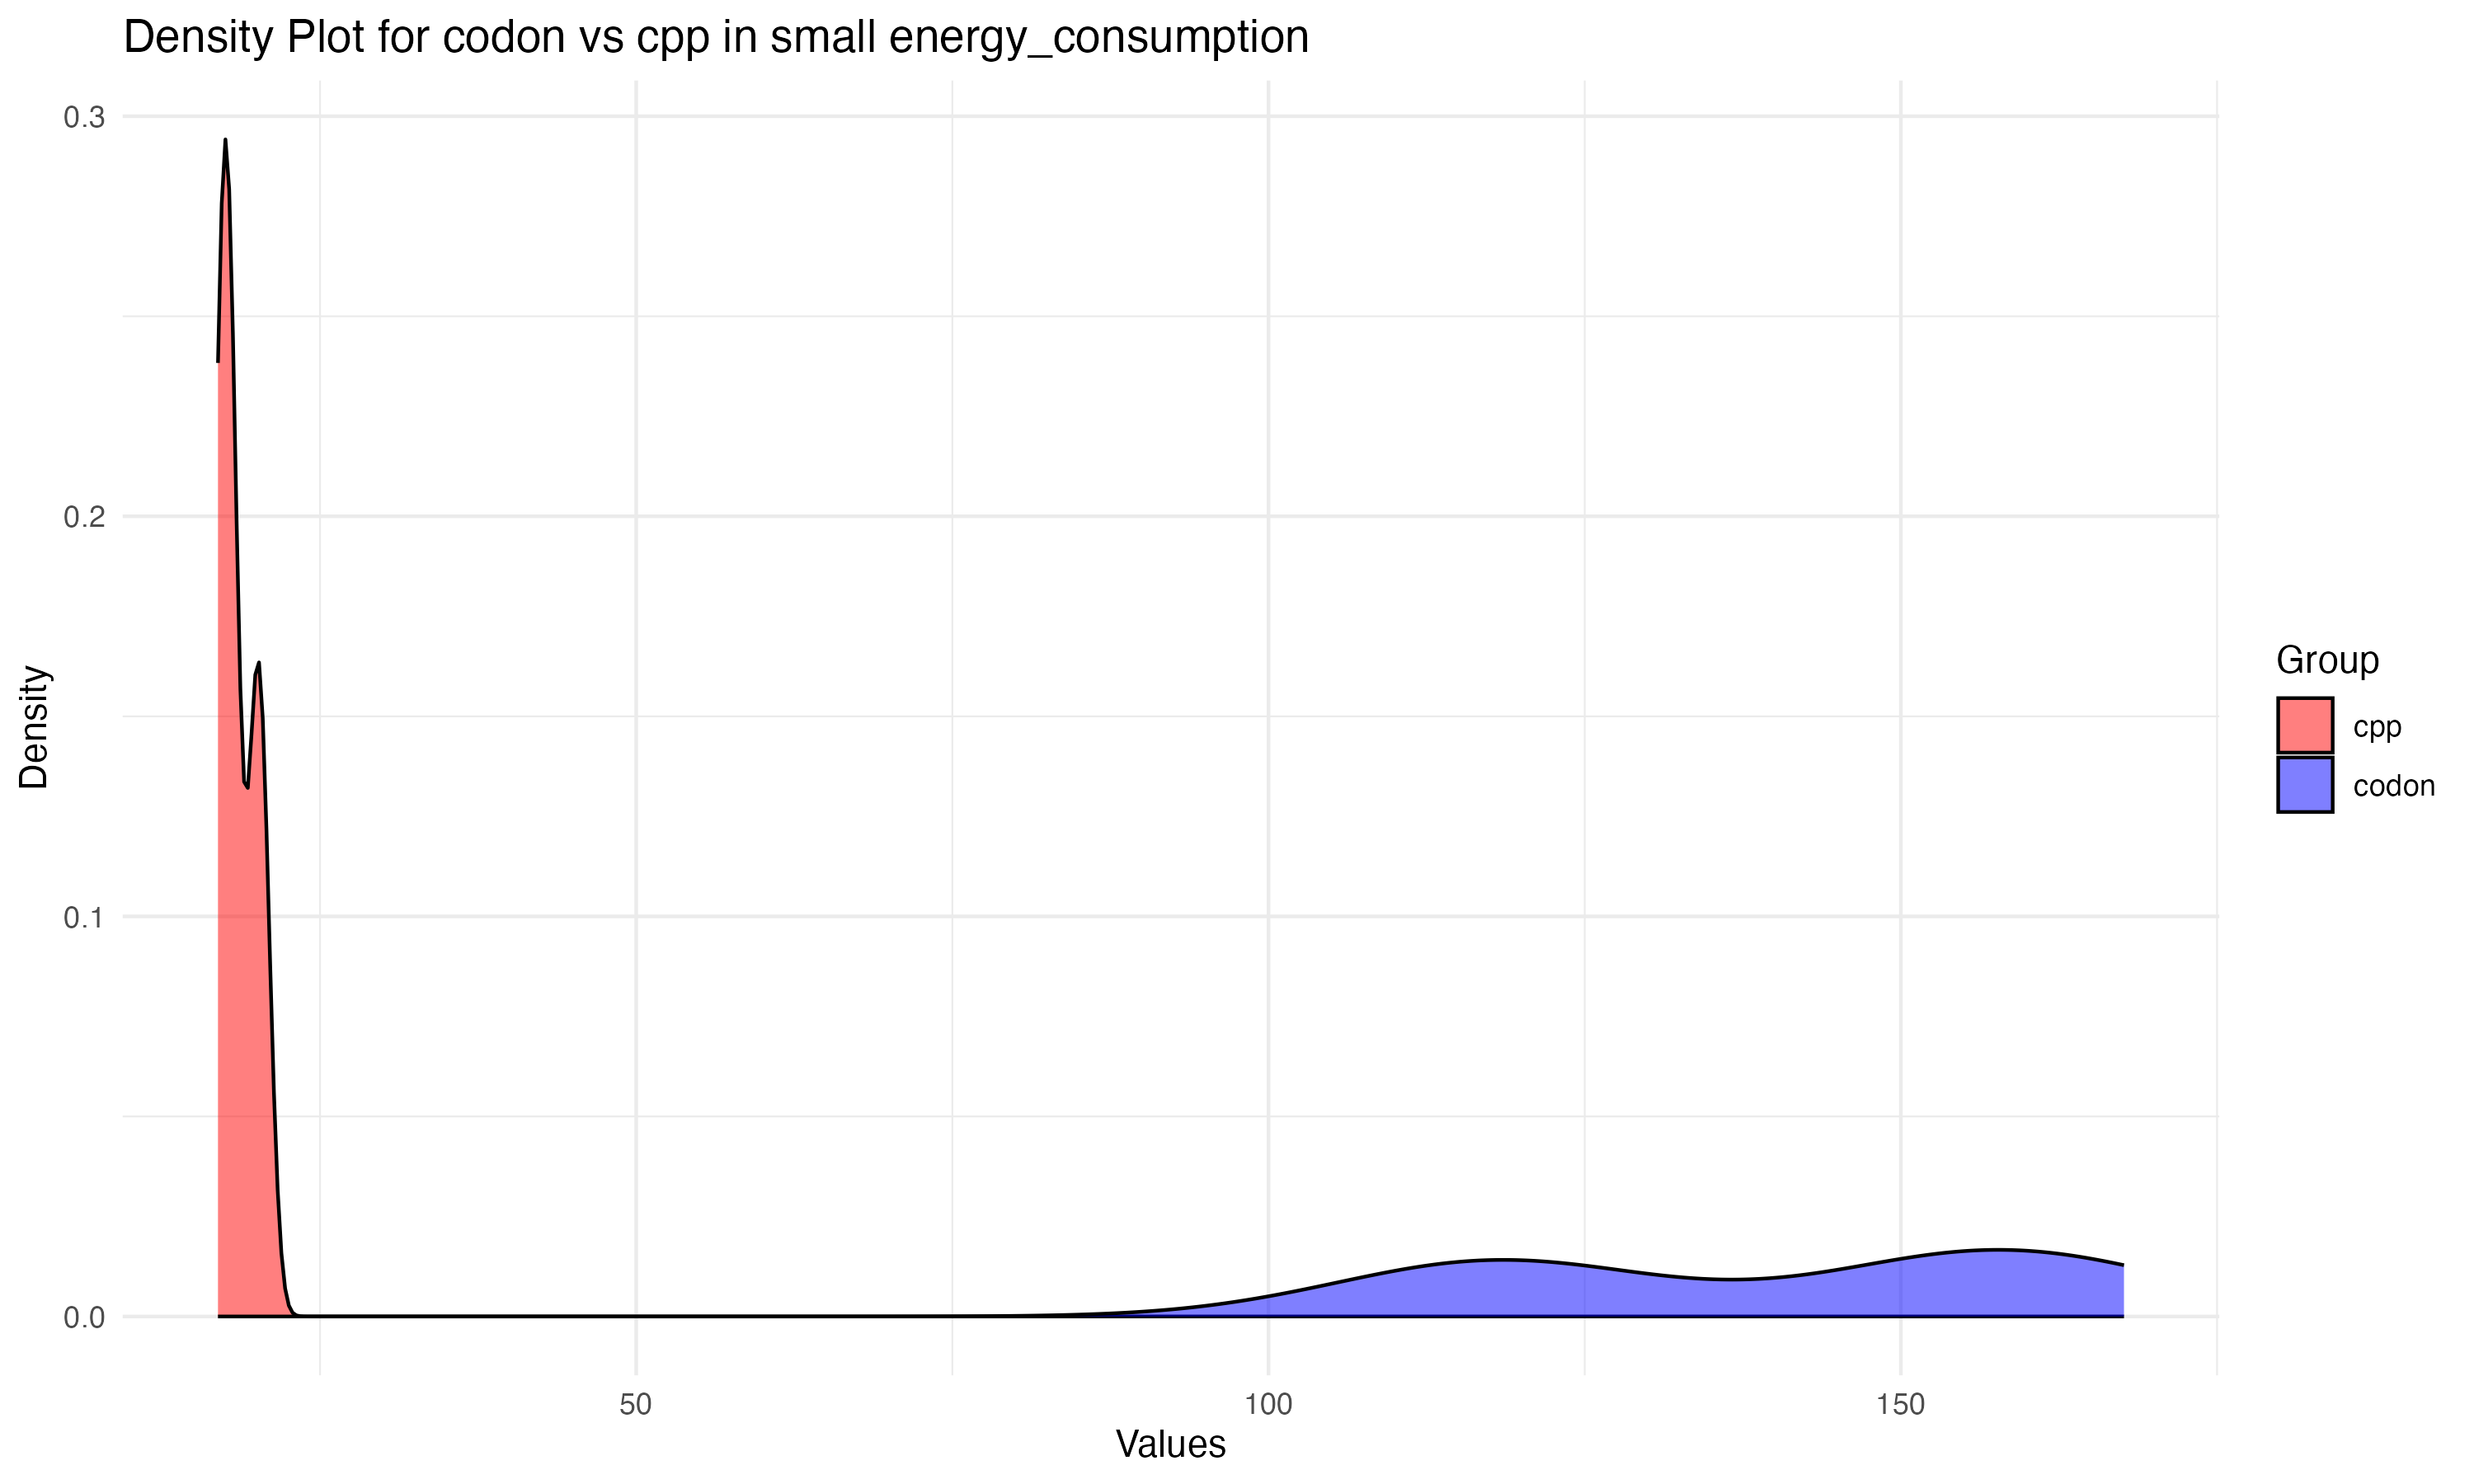 Density Plot for codon vs cpp in small energy_consumption
0.3
0.2
0.1
0.0
Density
50
100
150
Values
Group
cpp
codon